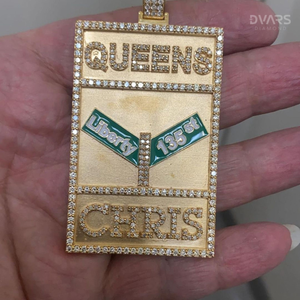 DVARS
QUEENS
Liberty 135 st
CHRIS